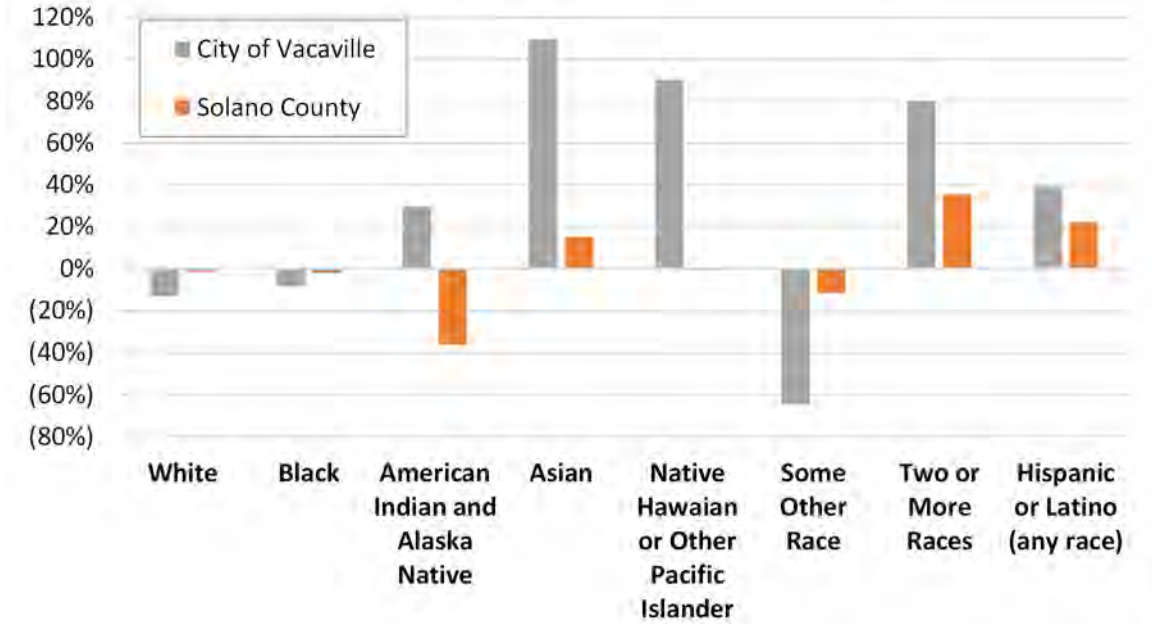 120%
100%
80%
60%
40%
20%
0%
(20%)
(40%)
(60%)
(80%)
City of Vacaville
Solano County
White
Black
American
Indian and
Alaska
Native
Asian
Native
Hawaian
or Other
Pacific
Islander
Some
Other
Race
Two or
More
Races
Hispanic
or Latino
(any race)